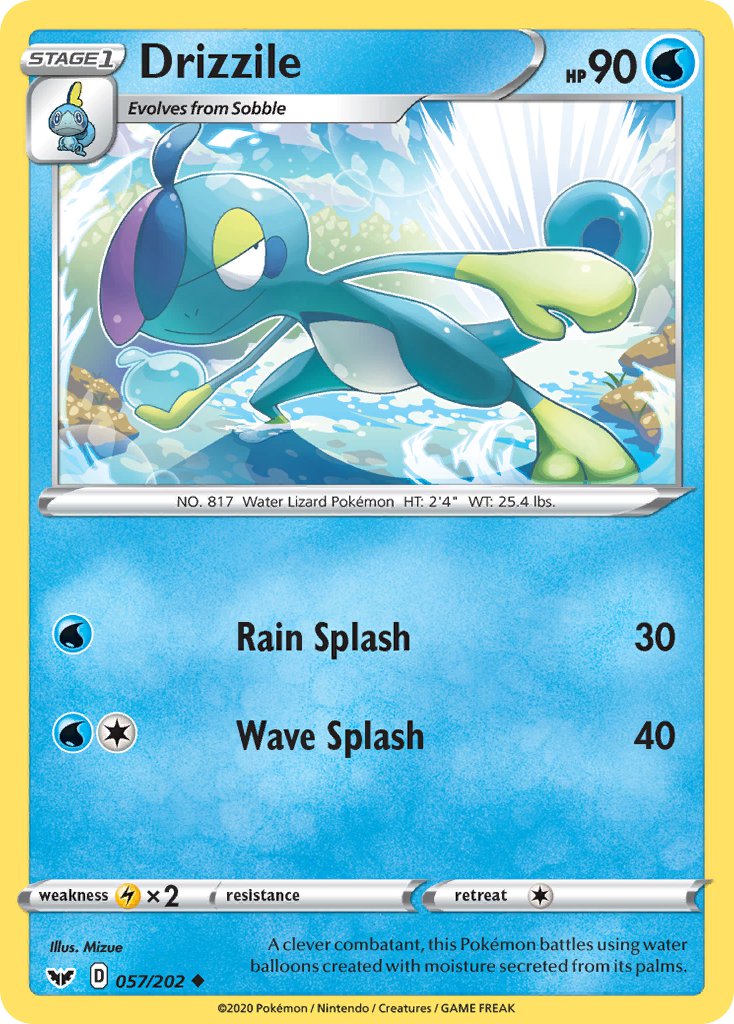 STAGE1
Drizzile
HP 90
Evolves from Sobble
NO. 817 Water Lizard Pokémon HT: 2'4" WT: 25.4 lbs.
Rain Splash 30
Wave Splash 40
weakness ×2 resistance retreat
Illus. Mizue
A clever combatant, this Pokémon battles using water
balloons created with moisture secreted from its palms.
D 057/202
©2020 Pokémon / Nintendo / Creatures / GAME FREAK